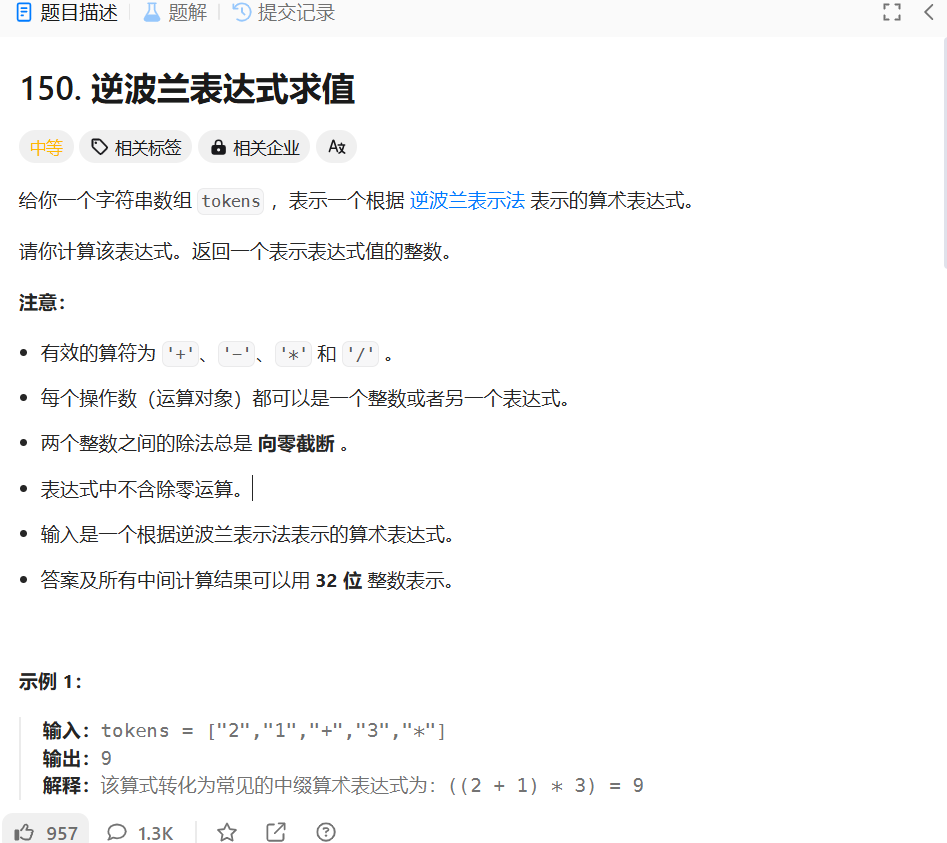 题目描述 题解 提交记录
150. 逆波兰表达式求值
中等 相关标签 相关企业
给你一个字符串数组 tokens ，表示一个根据 逆波兰表示法 表示的算术表达式。
请你计算该表达式。返回一个表示表达式值的整数。
注意：
有效的算符为 '+'、'-'、'*' 和 '/' 。
每个操作数（运算对象）都可以是一个整数或者另一个表达式。
两个整数之间的除法总是 向零截断 。
表达式中不含除零运算。
输入是一个根据逆波兰表示法表示的算术表达式。
答案及所有中间计算结果可以用 32 位 整数表示。
示例 1：
输入：tokens = ["2","1","+","3","*"]
输出：9
解释：该算式转化为常见的中缀算术表达式为：((2 + 1) * 3) = 9
957 1.3K